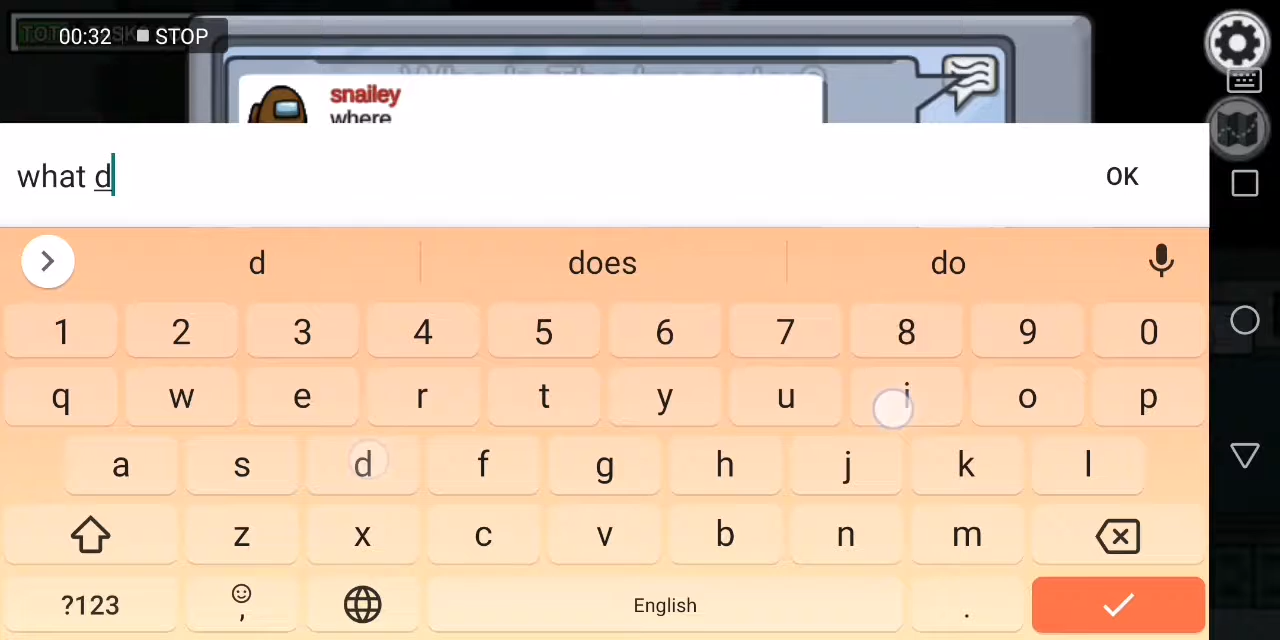 00:32 STOP
snailey
where
what d
OK
d does do
1 2 3 4 5 6 7 8 9 0
q w e r t y u i o p
a s d f g h j k l
z x c v b n m
?123 , English .